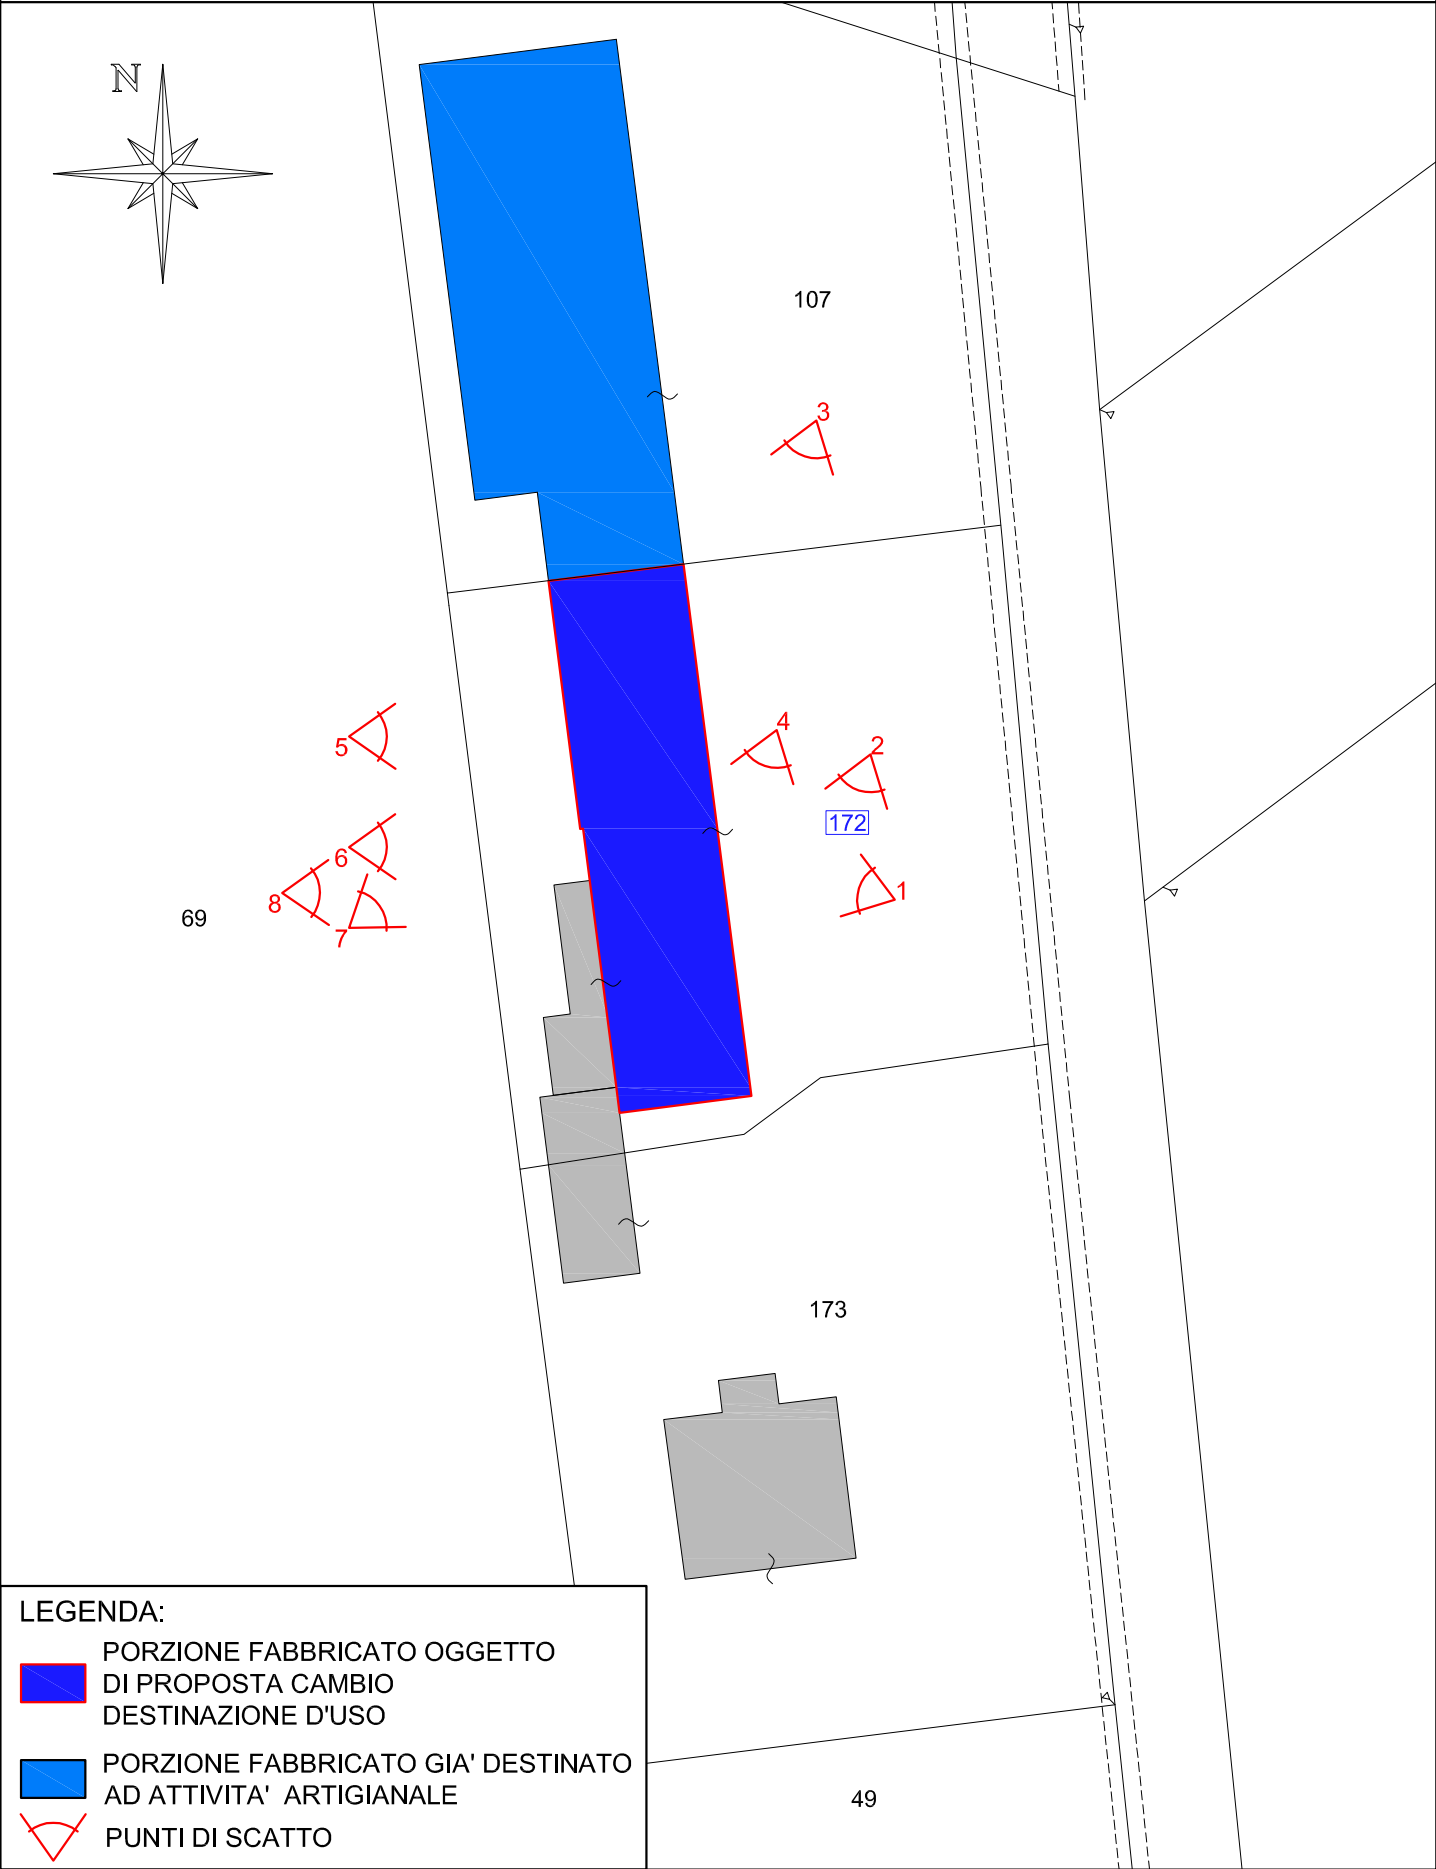 N
107
3
4
2
5
172
6
1
8
7
69
173
LEGENDA:
PORZIONE FABBRICATO OGGETTO
DI PROPOSTA CAMBIO
DESTINAZIONE D'USO
PORZIONE FABBRICATO GIA' DESTINATO
AD ATTIVITA' ARTIGIANALE
PUNTI DI SCATTO
49